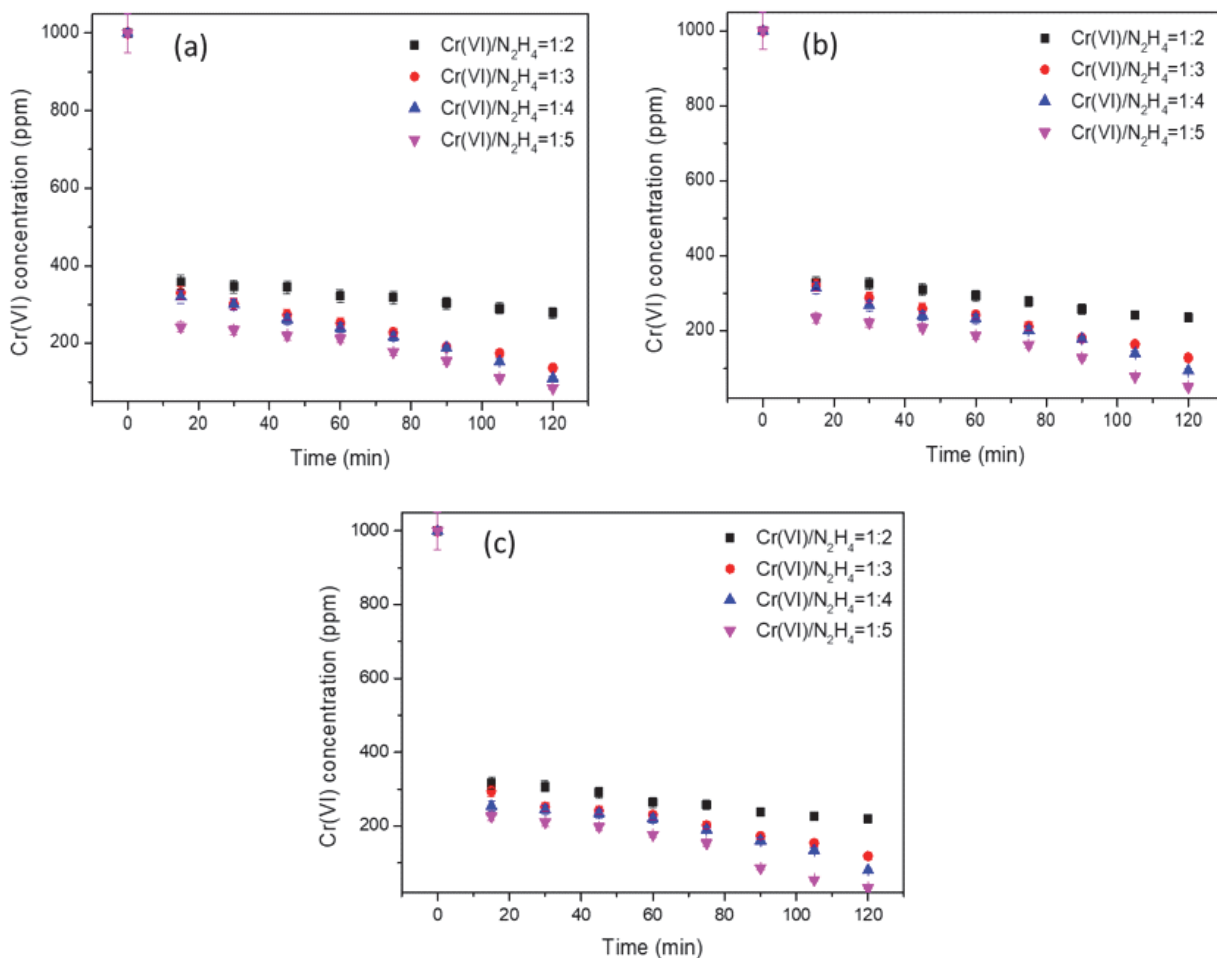 (a)
Cr(VI)/N₂H₄=1:2
Cr(VI)/N₂H₄=1:3
Cr(VI)/N₂H₄=1:4
Cr(VI)/N₂H₄=1:5
1000
800
600
400
200
Cr(VI) concentration (ppm)
0 20 40 60 80 100 120
Time (min)
(b)
Cr(VI)/N₂H₄=1:2
Cr(VI)/N₂H₄=1:3
Cr(VI)/N₂H₄=1:4
Cr(VI)/N₂H₄=1:5
1000
800
600
400
200
Cr(VI) concentration (ppm)
0 20 40 60 80 100 120
Time (min)
(c)
Cr(VI)/N₂H₄=1:2
Cr(VI)/N₂H₄=1:3
Cr(VI)/N₂H₄=1:4
Cr(VI)/N₂H₄=1:5
1000
800
600
400
200
Cr(VI) concentration (ppm)
0 20 40 60 80 100 120
Time (min)